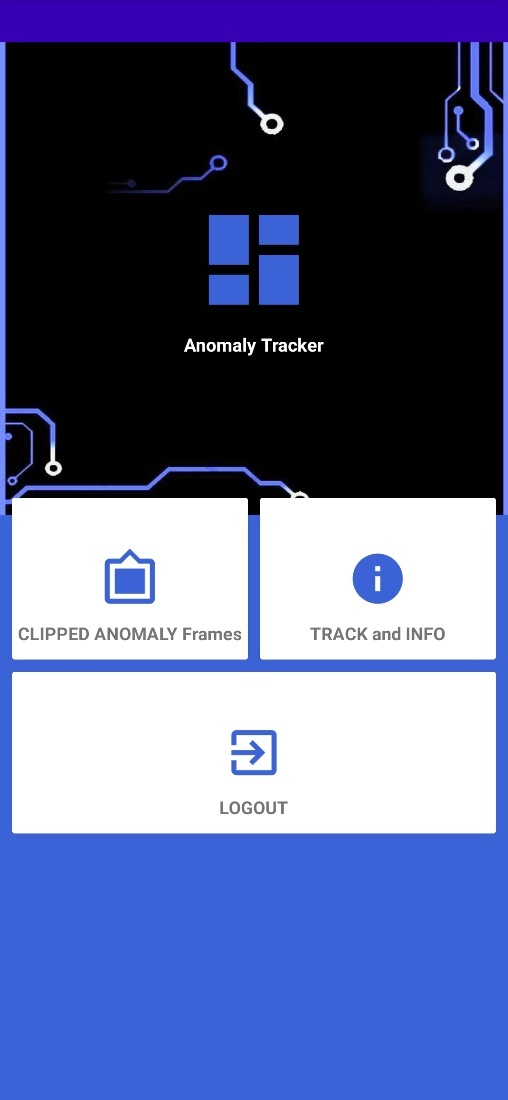 Anomaly Tracker
CLIPPED ANOMALY Frames
TRACK and INFO
LOGOUT